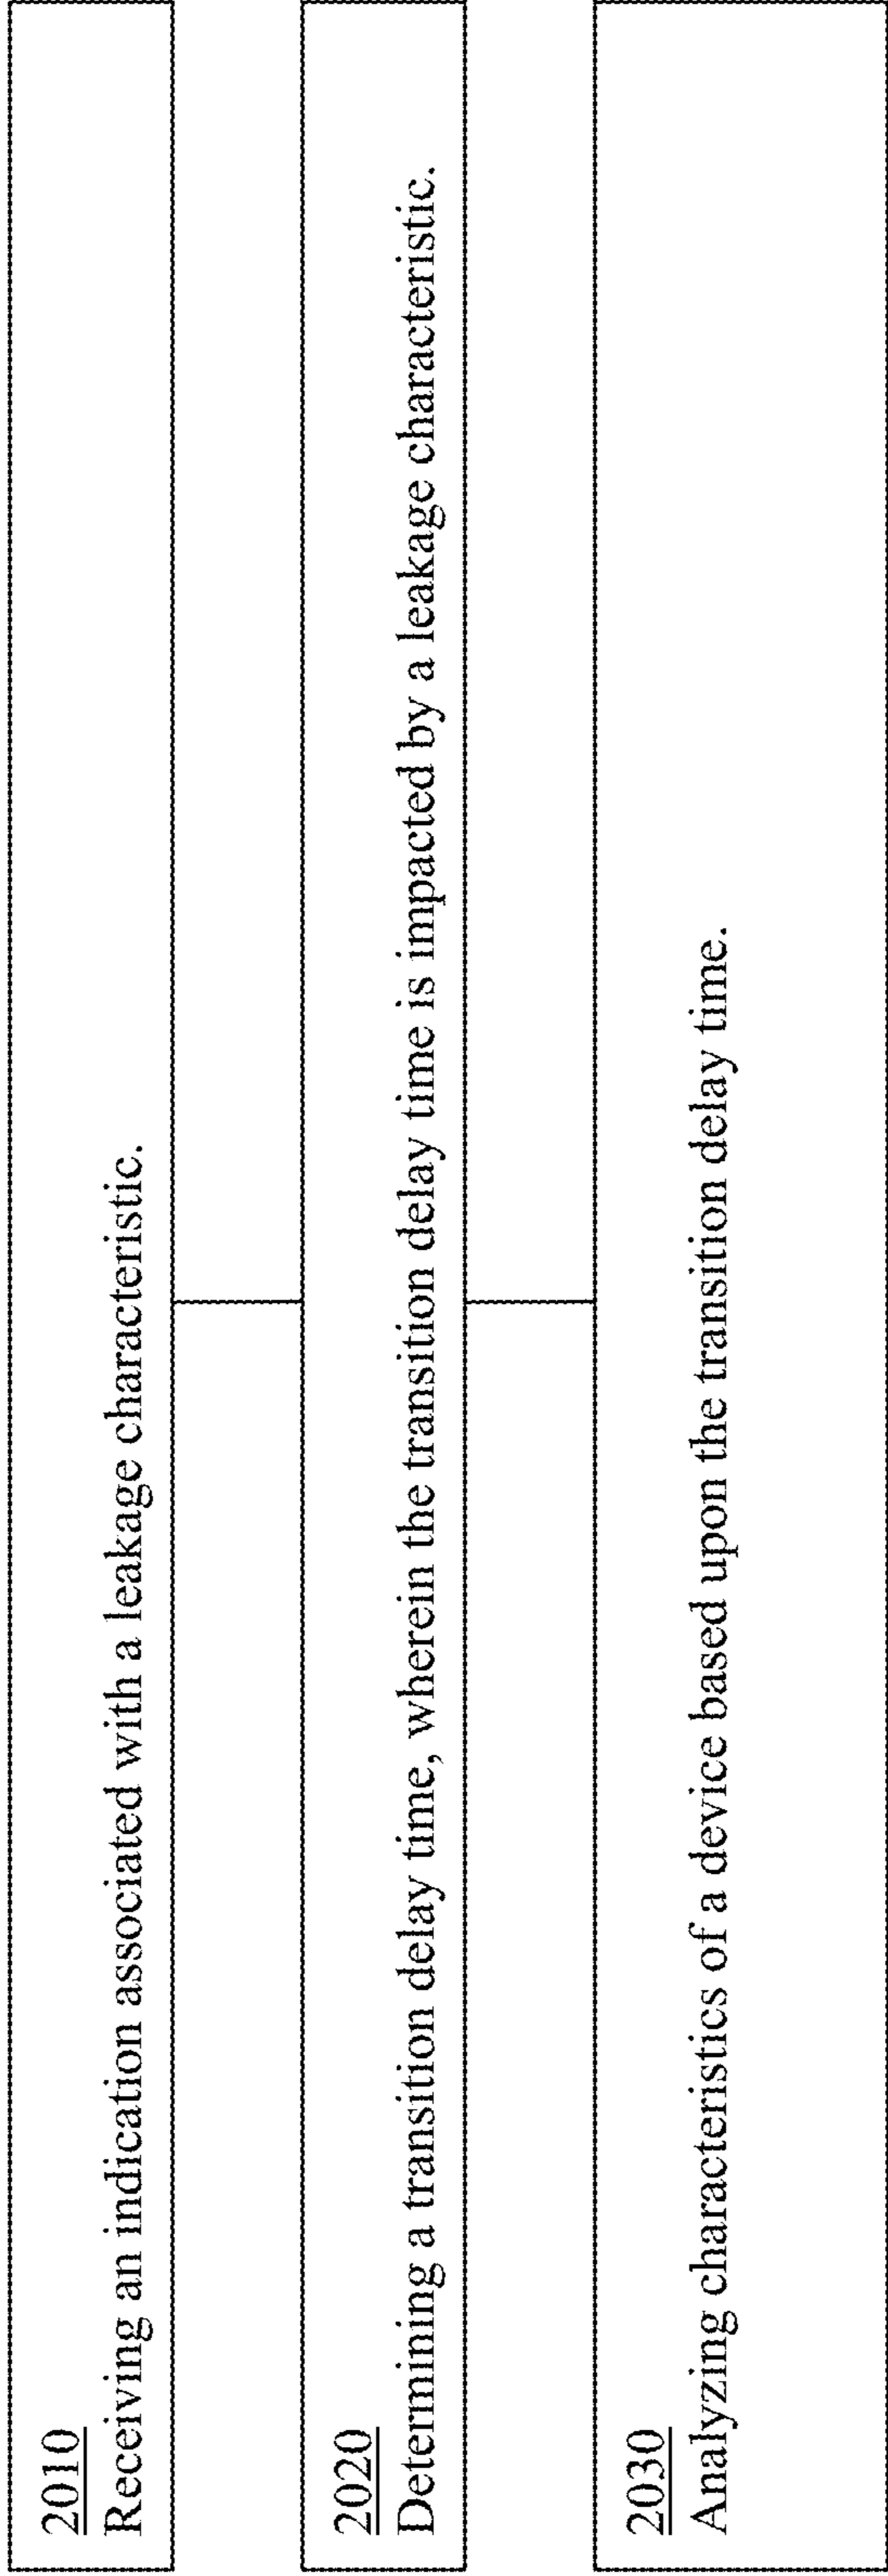 2010
Receiving an indication associated with a leakage characteristic.
2020
Determining a transition delay time, wherein the transition delay time is impacted by a leakage characteristic.
2030
Analyzing characteristics of a device based upon the transition delay time.